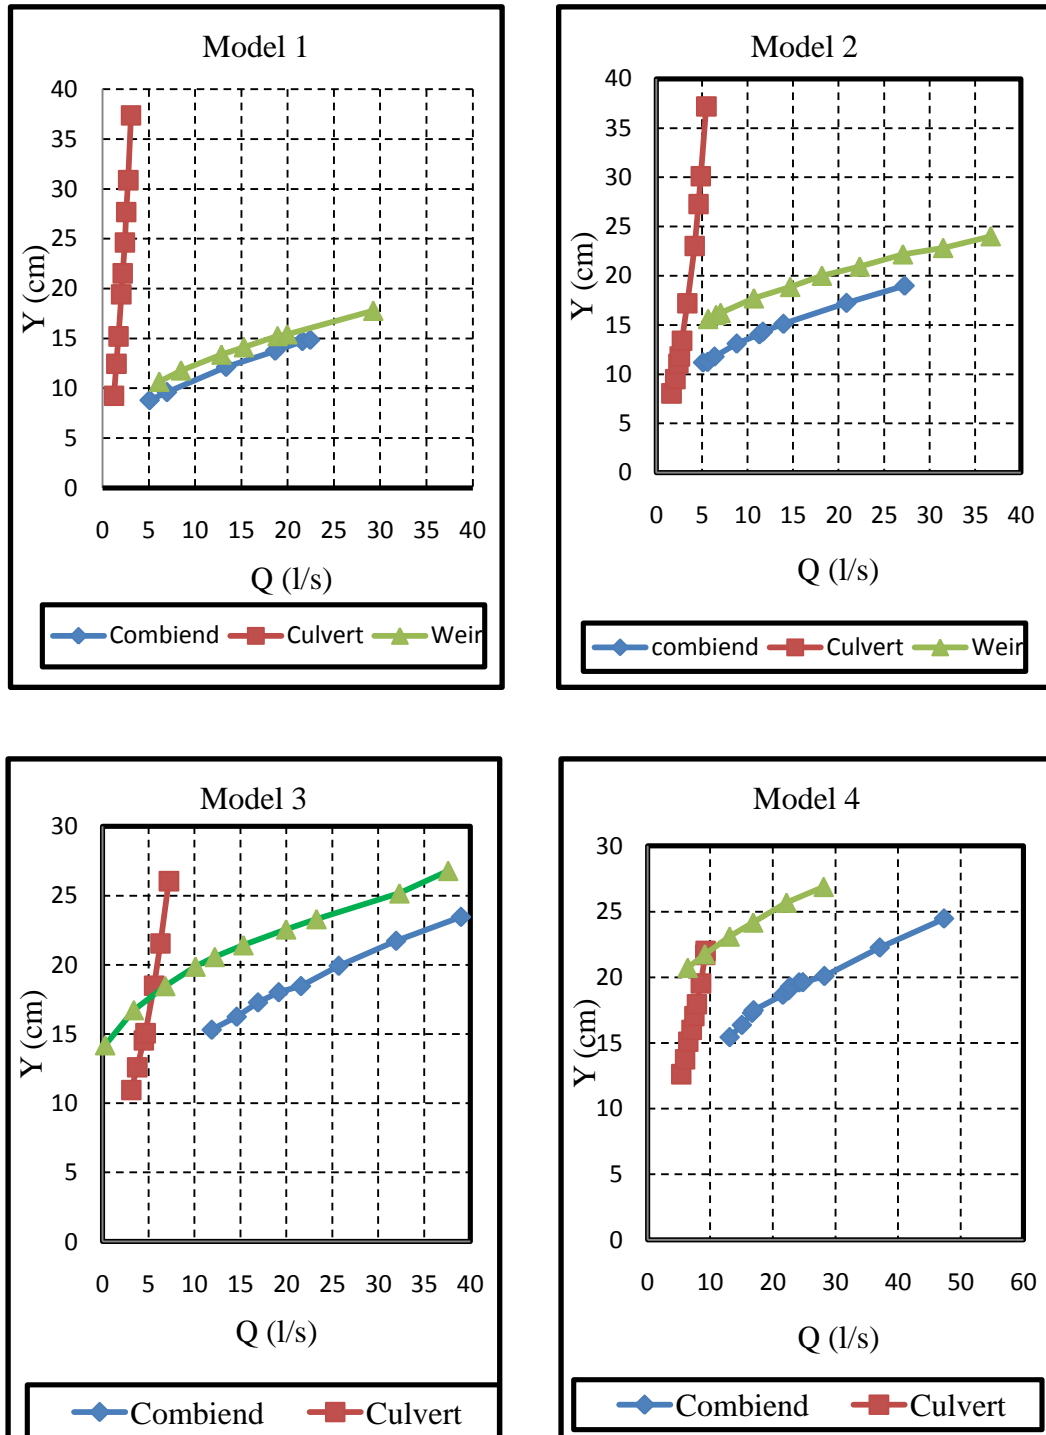 Model 1
40
35
30
25
20
15
10
5
0
Y (cm)
0 5 10 15 20 25 30 35 40
Q (l/s)
Combiend Culvert Weir
Model 2
40
35
30
25
20
15
10
5
0
Y (cm)
0 5 10 15 20 25 30 35 40
Q (l/s)
combiend Culvert Weir
Model 3
30
25
20
15
10
5
0
Y (cm)
0 5 10 15 20 25 30 35 40
Q (l/s)
Combiend Culvert
Model 4
30
25
20
15
10
5
0
Y (cm)
0 10 20 30 40 50 60
Q (l/s)
Combiend Culvert